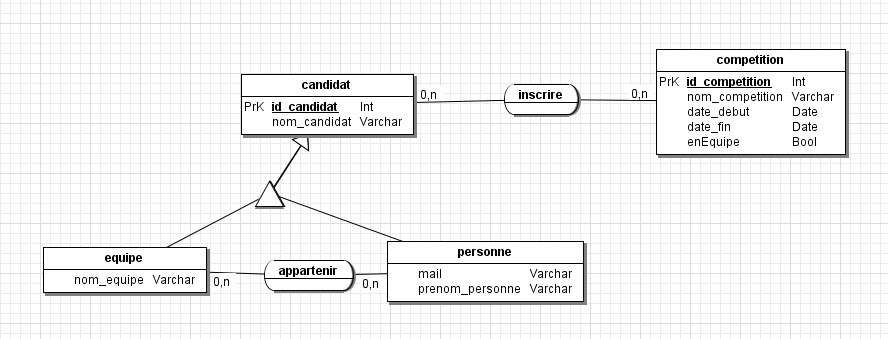 competition
PrK id_competition Int
nom_competition Varchar
date_debut Date
date_fin Date
enEquipe Bool
candidat
PrK id_candidat Int
nom_candidat Varchar
0,n
inscrire
0,n
equipe
nom_equipe Varchar
0,n
appartenir
0,n
personne
mail Varchar
prenom_personne Varchar